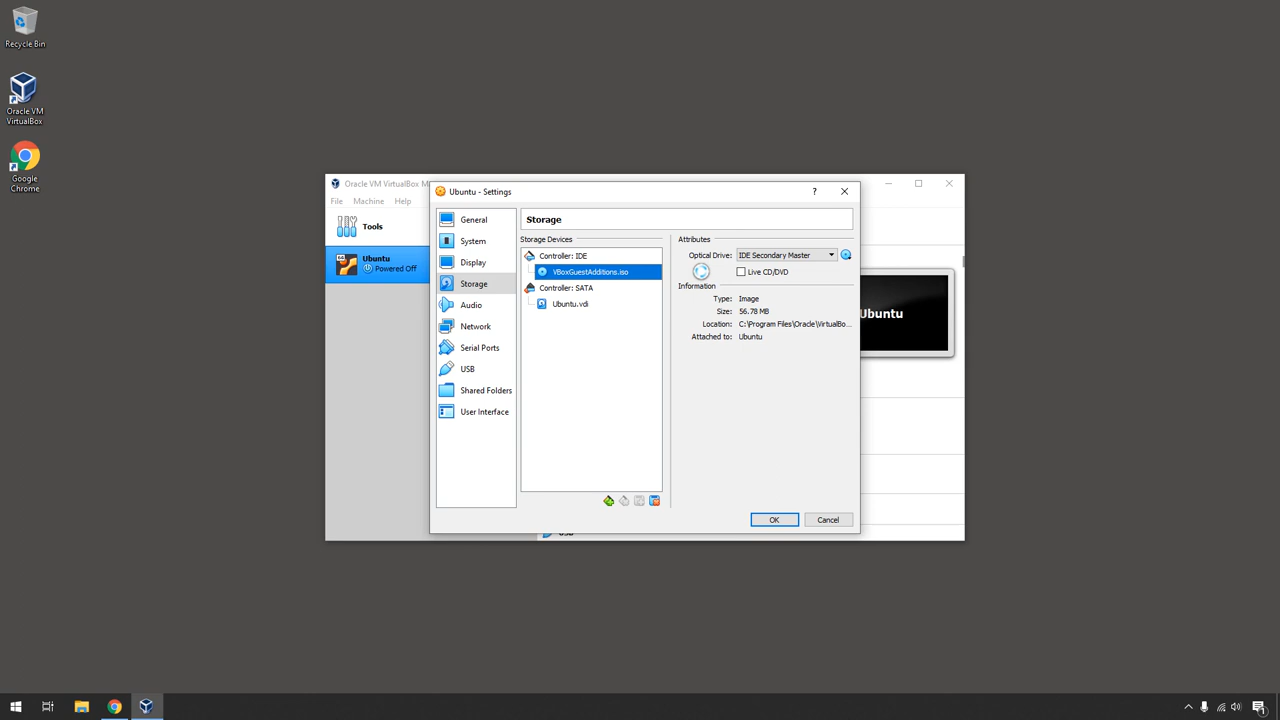 Recycle Bin
Oracle VM
VirtualBox
Google
Chrome
Oracle VM VirtualBox M
File Machine Help
Tools
Ubuntu
Powered Off
Ubuntu
Ubuntu - Settings
?
General
System
Display
Storage
Audio
Network
Serial Ports
USB
Shared Folders
User Interface
Storage
Storage Devices
Controller: IDE
VBoxGuestAdditions.iso
Controller: SATA
Ubuntu.vdi
Attributes
Optical Drive: IDE Secondary Master
Live CD/DVD
Information
Type: Image
Size: 56.78 MB
Location: C:\Program Files\Oracle\VirtualBo...
Attached to: Ubuntu
OK Cancel